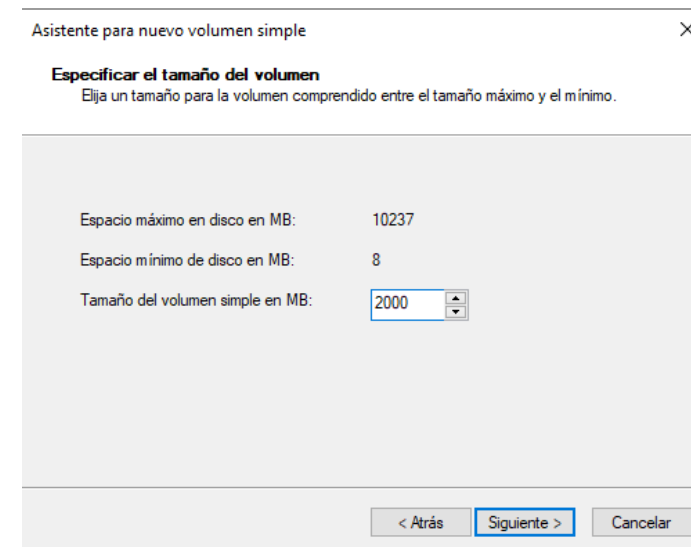 Asistente para nuevo volumen simple
Especificar el tamaño del volumen
Elija un tamaño para la volumen comprendido entre el tamaño máximo y el mínimo.
Espacio máximo en disco en MB: 10237
Espacio mínimo de disco en MB: 8
Tamaño del volumen simple en MB: 2000
< Atrás Siguiente > Cancelar